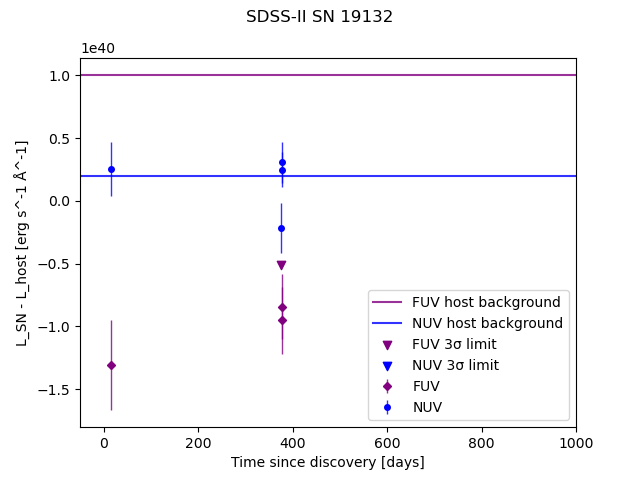 SDSS-II SN 19132
1e40
1.0
0.5
0.0
−0.5
−1.0
−1.5
L_SN - L_host [erg s^-1 Å^-1]
FUV host background
NUV host background
FUV 3σ limit
NUV 3σ limit
FUV
NUV
0 200 400 600 800 1000
Time since discovery [days]